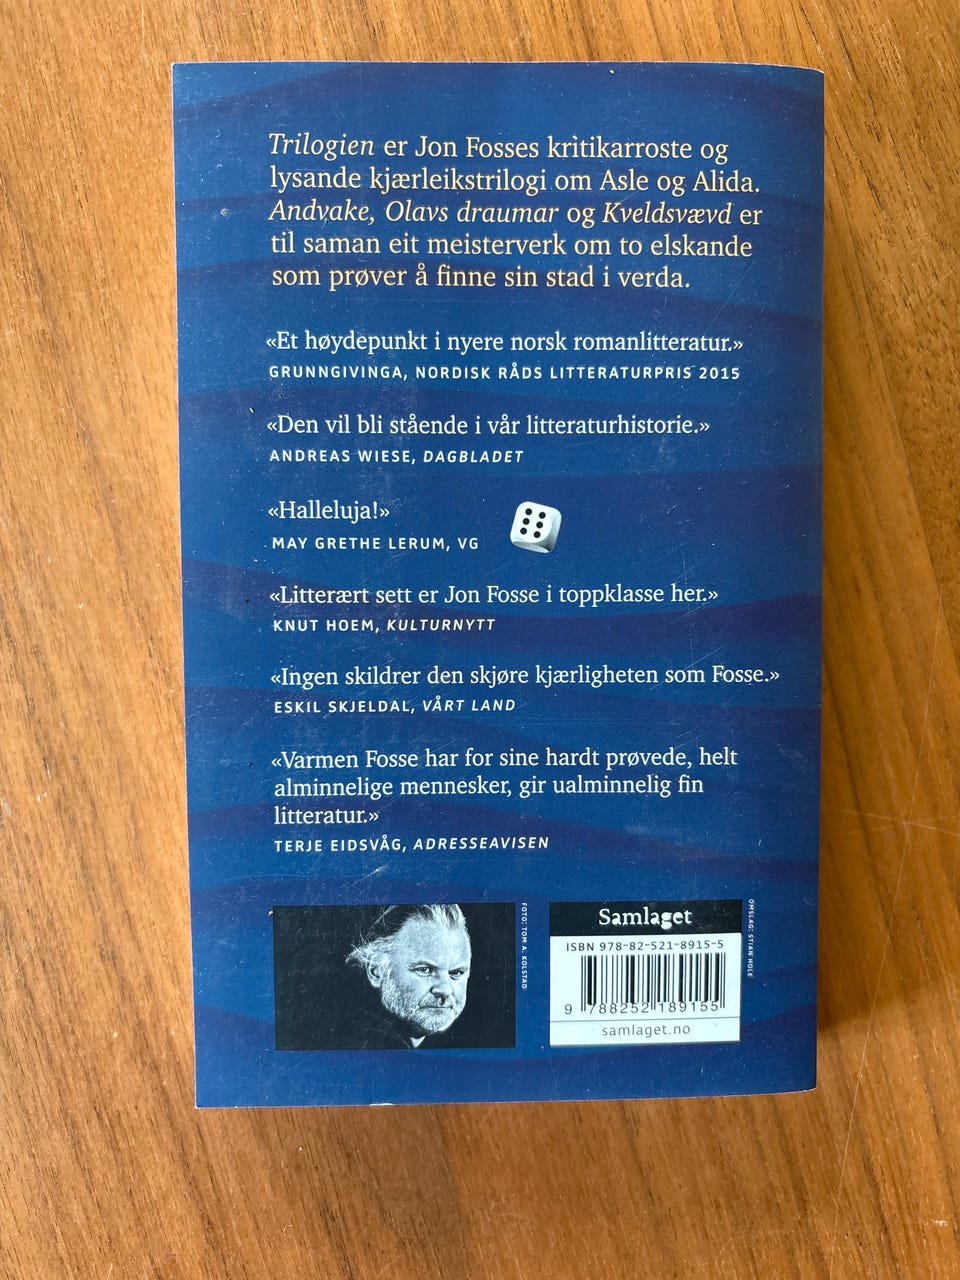 Trilogien er Jon Fosses kritikarroste og
lysande kjærleikstrilogi om Asle og Alida.
Andvake, Olavs draumar og Kveldsvævd er
til saman eit meisterverk om to elskande
som prøver å finne sin stad i verda.
«Et høydepunkt i nyere norsk romanlitteratur.»
GRUNNGIVINGA, NORDISK RÅDS LITTERATURPRIS 2015
«Den vil bli stående i vår litteraturhistorie.»
ANDREAS WIESE, DAGBLADET
«Halleluja!»
MAY GRETHE LERUM, VG
«Litterært sett er Jon Fosse i toppklasse her.»
KNUT HOEM, KULTURNYTT
«Ingen skildrer den skjøre kjærligheten som Fosse.»
ESKIL SKJELDAL, VÅRT LAND
«Varmen Fosse har for sine hardt prøvede, helt
alminnelige mennesker, gir ualminnelig fin
litteratur.»
TERJE EIDSVÅG, ADRESSEAVISEN
FOTO: TOM A. KOLSTAD
Samlaget
ISBN 978-82-521-8915-5
9 788252 189155
samlaget.no
OMSLAG: STIAN HOLE